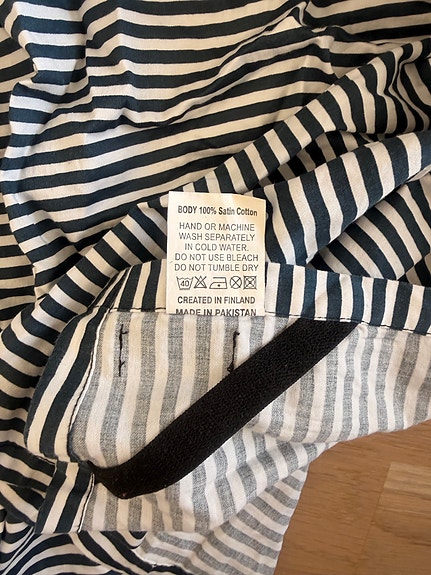 BODY 100% Satin Cotton
HAND OR MACHINE
WASH SEPARATELY
IN COLD WATER.
DO NOT USE BLEACH
DO NOT TUMBLE DRY
40
CREATED IN FINLAND
MADE IN PAKISTAN